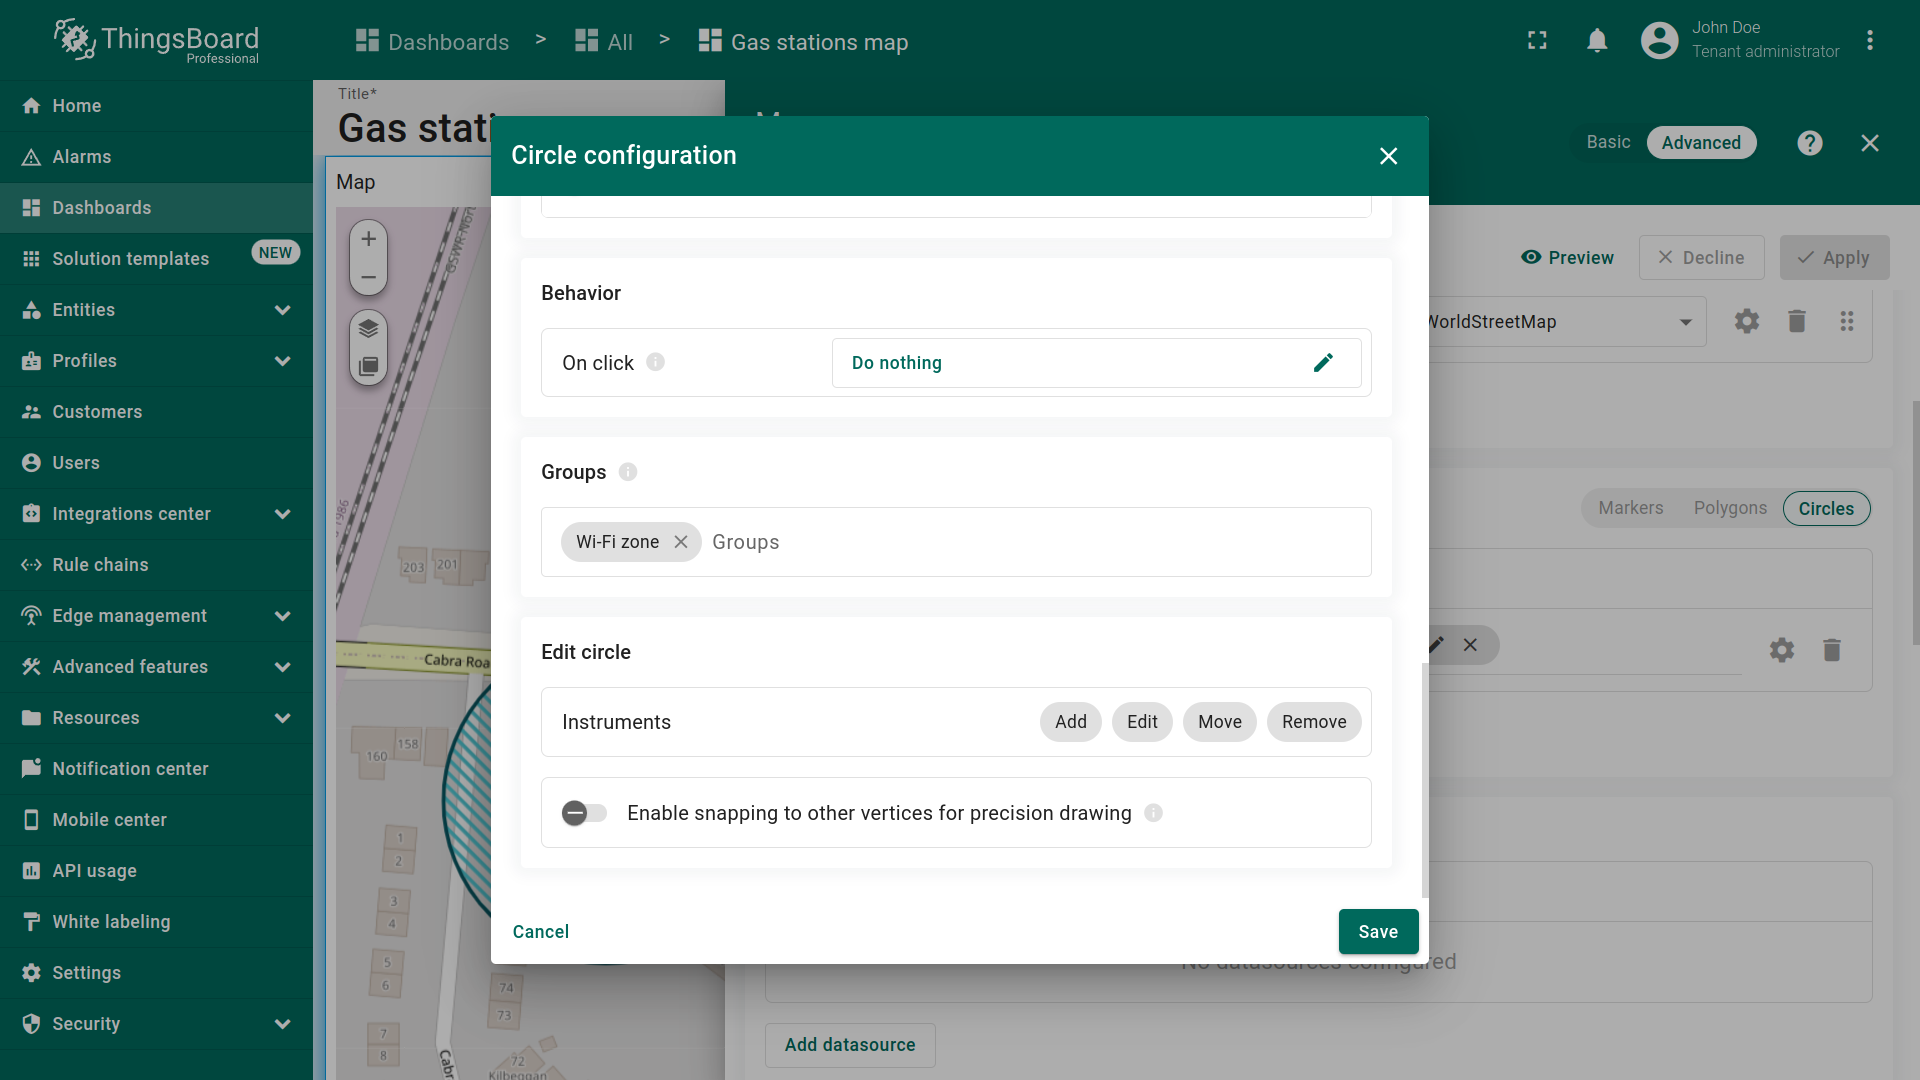 ThingsBoard
Professional
Dashboards > All > Gas stations map
John Doe
Tenant administrator
Home
Alarms
Dashboards
Solution templates
NEW
Entities
Profiles
Customers
Users
Integrations center
Rule chains
Edge management
Advanced features
Resources
Notification center
Mobile center
API usage
White labeling
Settings
Security
Title*
Gas stati
Map
GSWR Nor
1986
203
201
Cabra Roa
158
160
1
2
3
4
5
6
7
8
74
73
72
Kilbeggan
Cabr
Basic
Advanced
Preview
Decline
Apply
WorldStreetMap
Markers
Polygons
Circles
No datasources configured
Add datasource
Circle configuration
Behavior
On click
Do nothing
Groups
Wi-Fi zone
Groups
Edit circle
Instruments
Add
Edit
Move
Remove
Enable snapping to other vertices for precision drawing
Cancel
Save